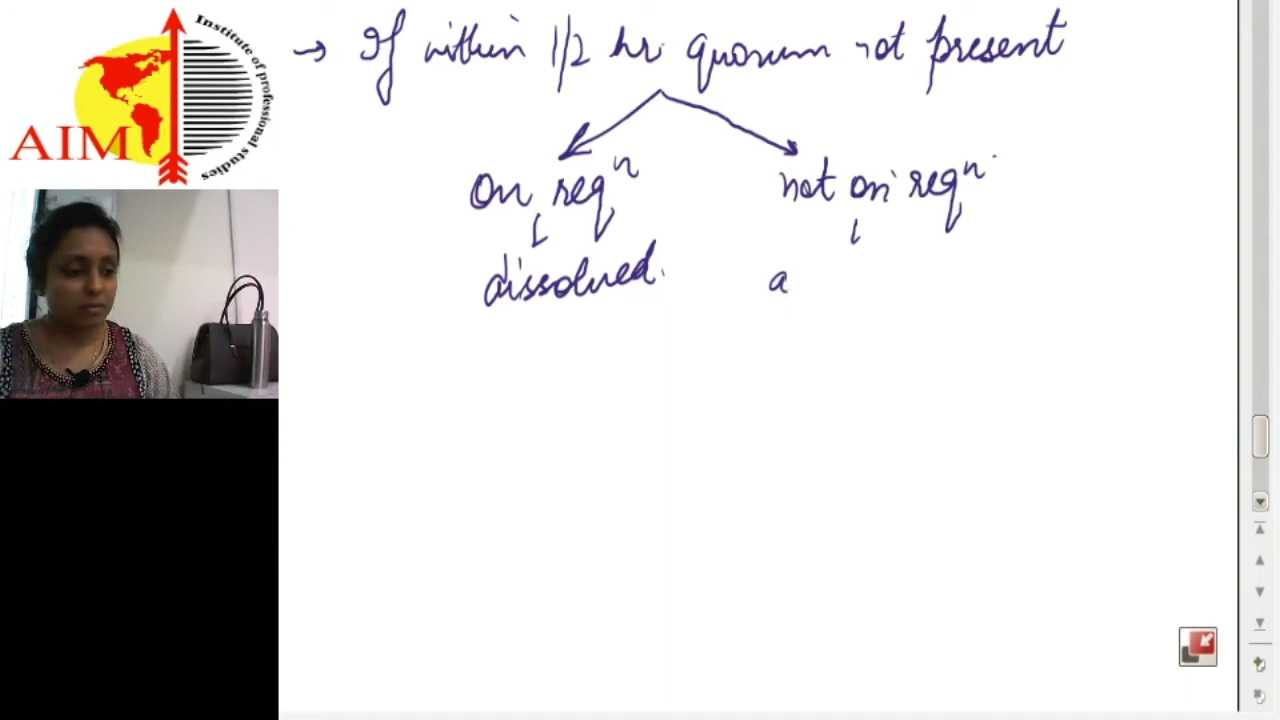 Institute of professional studies
AIM
→ If within 1/2 hr. quorum not present
on reqⁿ not on reqⁿ.
dissolved. a